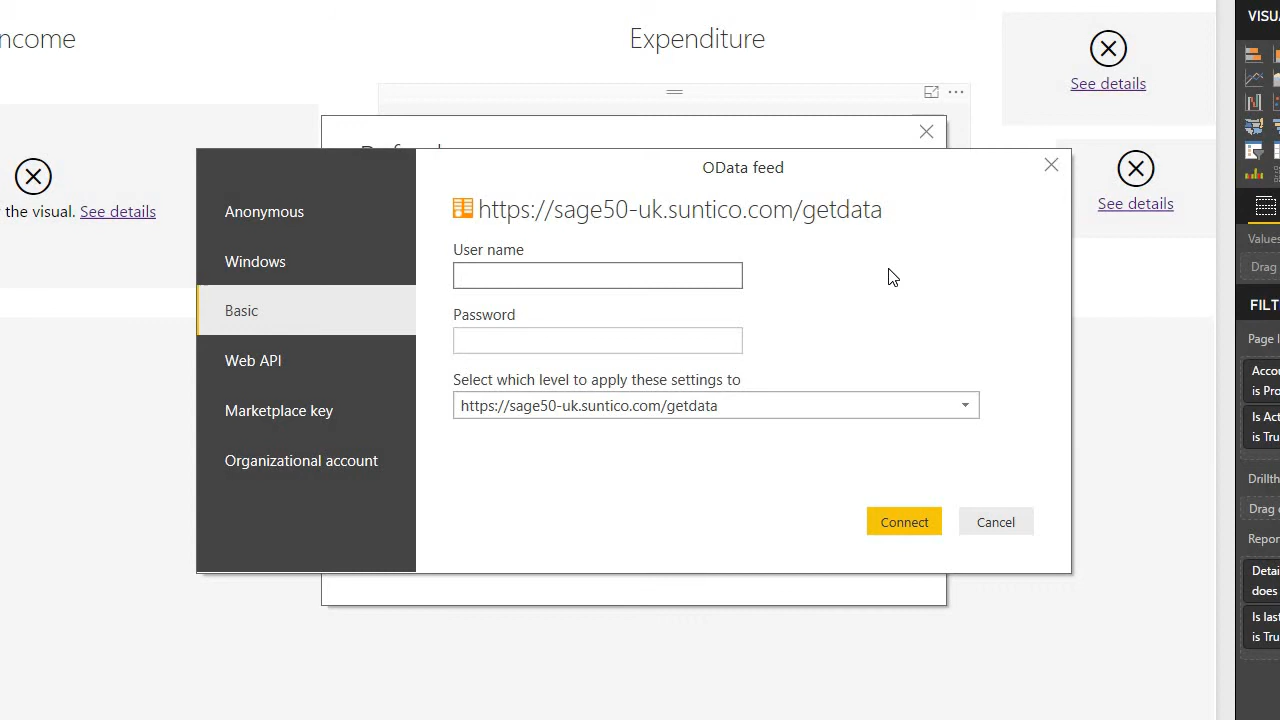 Expenditure
See details
the visual. See details
See details
OData feed
https://sage50-uk.suntico.com/getdata
Anonymous
Windows
Basic
Web API
Marketplace key
Organizational account
User name
Password
Select which level to apply these settings to
https://sage50-uk.suntico.com/getdata
Connect
Cancel
Values
Drag
Page l
Accou
is Pro
Is Act
is Tru
Drillth
Drag
Repor
Detai
does
Is last
is Tru